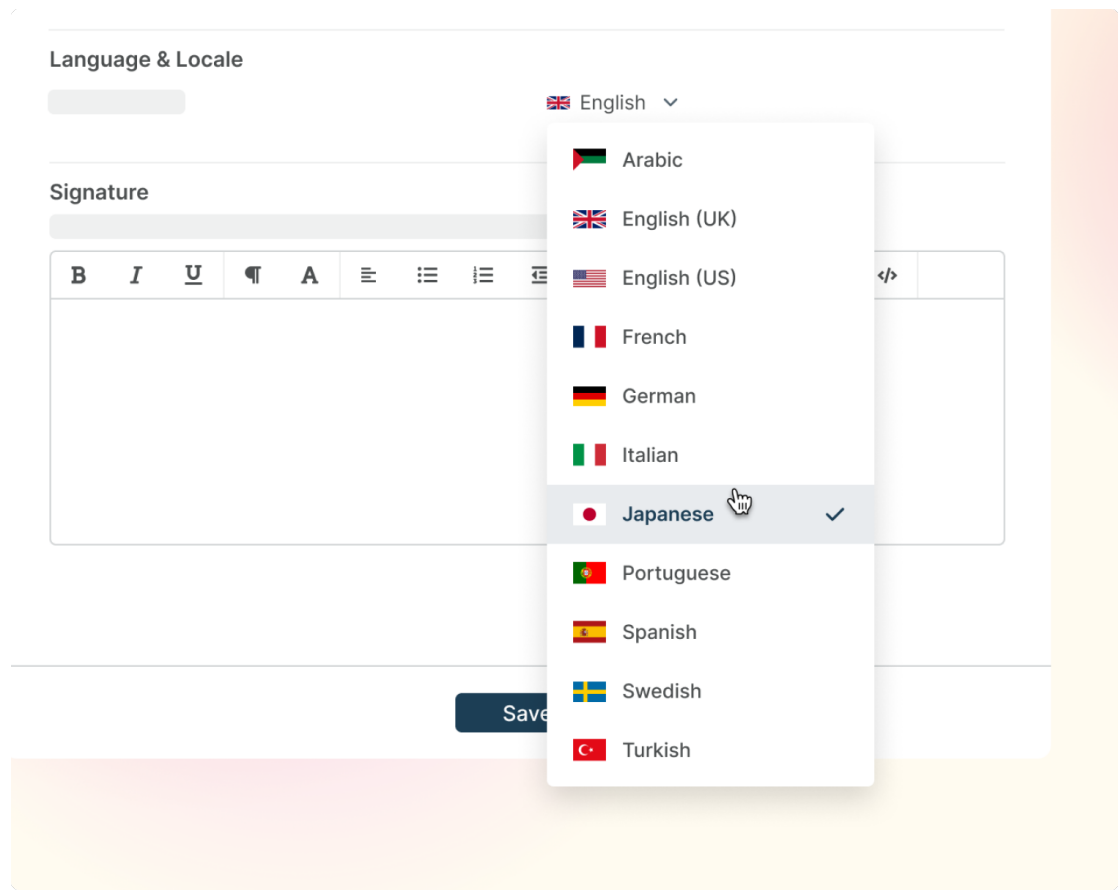 Language & Locale
English
Arabic
Signature
English (UK)
B I U ¶ A </>
English (US)
French
German
Italian
Japanese
Portuguese
Spanish
Swedish
Save
Turkish